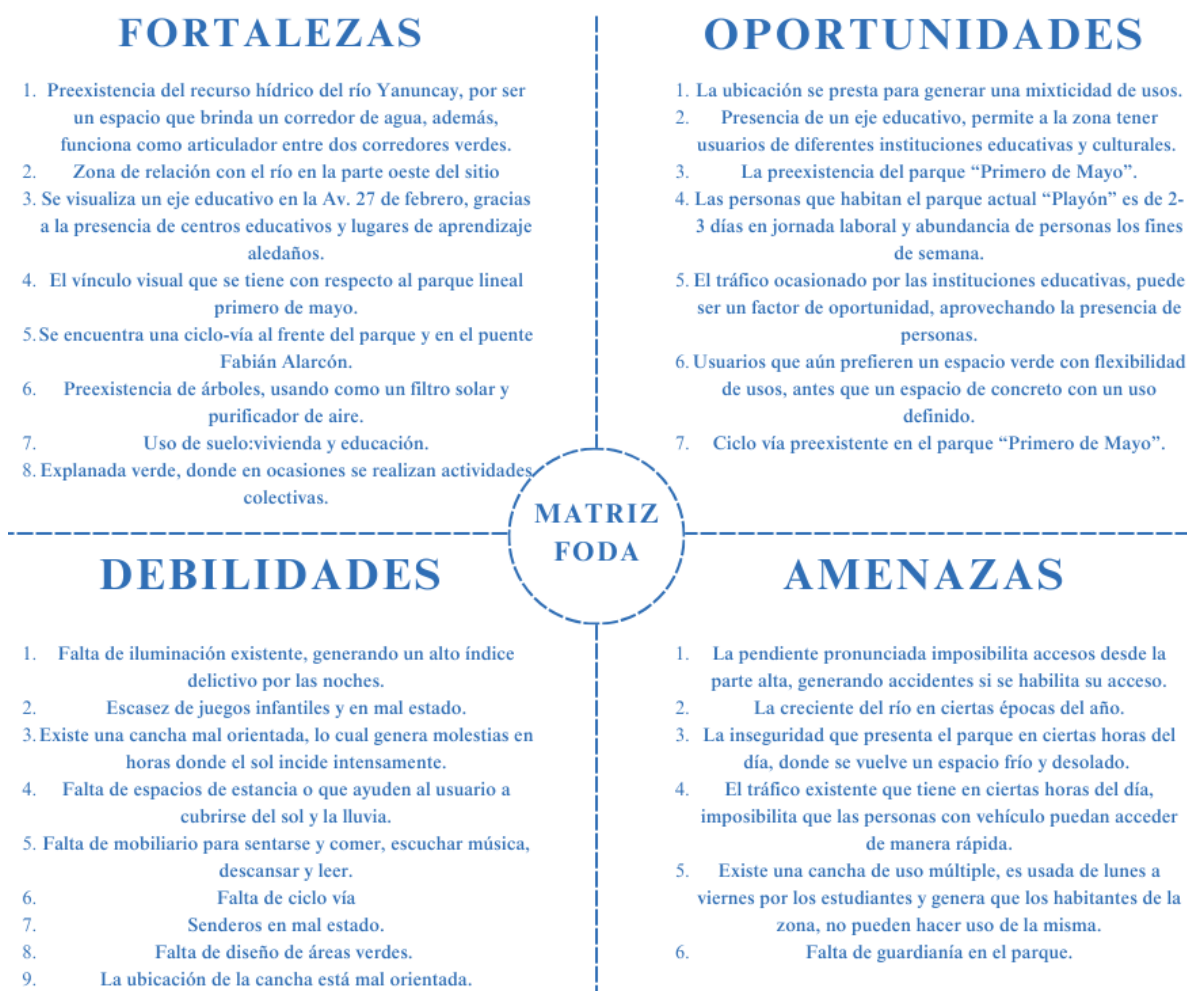 FORTALEZAS
1. Preexistencia del recurso hídrico del río Yanuncay, por ser
un espacio que brinda un corredor de agua, además,
funciona como articulador entre dos corredores verdes.
2. Zona de relación con el río en la parte oeste del sitio
3. Se visualiza un eje educativo en la Av. 27 de febrero, gracias
a la presencia de centros educativos y lugares de aprendizaje
aledaños.
4. El vínculo visual que se tiene con respecto al parque lineal
primero de mayo.
5. Se encuentra una ciclo-vía al frente del parque y en el puente
Fabián Alarcón.
6. Preexistencia de árboles, usando como un filtro solar y
purificador de aire.
7. Uso de suelo:vivienda y educación.
8. Explanada verde, donde en ocasiones se realizan actividades
colectivas.
OPORTUNIDADES
1. La ubicación se presta para generar una mixticidad de usos.
2. Presencia de un eje educativo, permite a la zona tener
usuarios de diferentes instituciones educativas y culturales.
3. La preexistencia del parque “Primero de Mayo”.
4. Las personas que habitan el parque actual “Playón” es de 2-
3 días en jornada laboral y abundancia de personas los fines
de semana.
5. El tráfico ocasionado por las instituciones educativas, puede
ser un factor de oportunidad, aprovechando la presencia de
personas.
6. Usuarios que aún prefieren un espacio verde con flexibilidad
de usos, antes que un espacio de concreto con un uso
definido.
7. Ciclo vía preexistente en el parque “Primero de Mayo”.
MATRIZ
FODA
DEBILIDADES
1. Falta de iluminación existente, generando un alto índice
delictivo por las noches.
2. Escasez de juegos infantiles y en mal estado.
3. Existe una cancha mal orientada, lo cual genera molestias en
horas donde el sol incide intensamente.
4. Falta de espacios de estancia o que ayuden al usuario a
cubrirse del sol y la lluvia.
5. Falta de mobiliario para sentarse y comer, escuchar música,
descansar y leer.
6. Falta de ciclo vía
7. Senderos en mal estado.
8. Falta de diseño de áreas verdes.
9. La ubicación de la cancha está mal orientada.
AMENAZAS
1. La pendiente pronunciada imposibilita accesos desde la
parte alta, generando accidentes si se habilita su acceso.
2. La creciente del río en ciertas épocas del año.
3. La inseguridad que presenta el parque en ciertas horas del
día, donde se vuelve un espacio frío y desolado.
4. El tráfico existente que tiene en ciertas horas del día,
imposibilita que las personas con vehículo puedan acceder
de manera rápida.
5. Existe una cancha de uso múltiple, es usada de lunes a
viernes por los estudiantes y genera que los habitantes de la
zona, no pueden hacer uso de la misma.
6. Falta de guardianía en el parque.